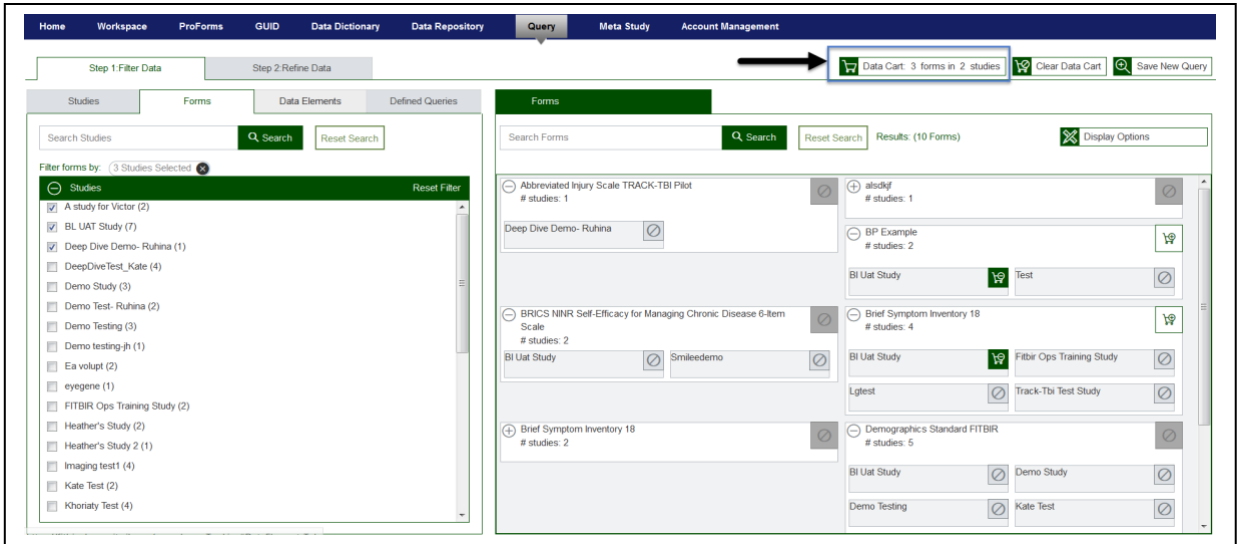 Home Workspace ProForms GUID Data Dictionary Data Repository Query Meta Study Account Management
Step 1:Filter Data Step 2:Refine Data
Data Cart: 3 forms in 2 studies Clear Data Cart Save New Query
Studies Forms Data Elements Defined Queries
Search Studies Search Reset Search
Filter forms by: 3 Studies Selected
Studies Reset Filter
A study for Victor (2)
BL UAT Study (7)
Deep Dive Demo- Ruhina (1)
DeepDiveTest_Kate (4)
Demo Study (3)
Demo Test- Ruhina (2)
Demo Testing (3)
Demo testing-jh (1)
Ea volupt (2)
eyegene (1)
FITBIR Ops Training Study (2)
Heather's Study (2)
Heather's Study 2 (1)
Imaging test1 (4)
Kate Test (2)
Khoriaty Test (4)
Forms
Search Forms Search Reset Search Results: (10 Forms) Display Options
Abbreviated Injury Scale TRACK-TBI Pilot
# studies: 1
Deep Dive Demo- Ruhina
alsdkjf
# studies: 1
BP Example
# studies: 2
BI Uat Study Test
BRICS NINR Self-Efficacy for Managing Chronic Disease 6-Item
Scale
# studies: 2
BI Uat Study Smileedemo
Brief Symptom Inventory 18
# studies: 4
BI Uat Study Fitbir Ops Training Study
Lgtest Track-Tbi Test Study
Brief Symptom Inventory 18
# studies: 2
Demographics Standard FITBIR
# studies: 5
BI Uat Study Demo Study
Demo Testing Kate Test